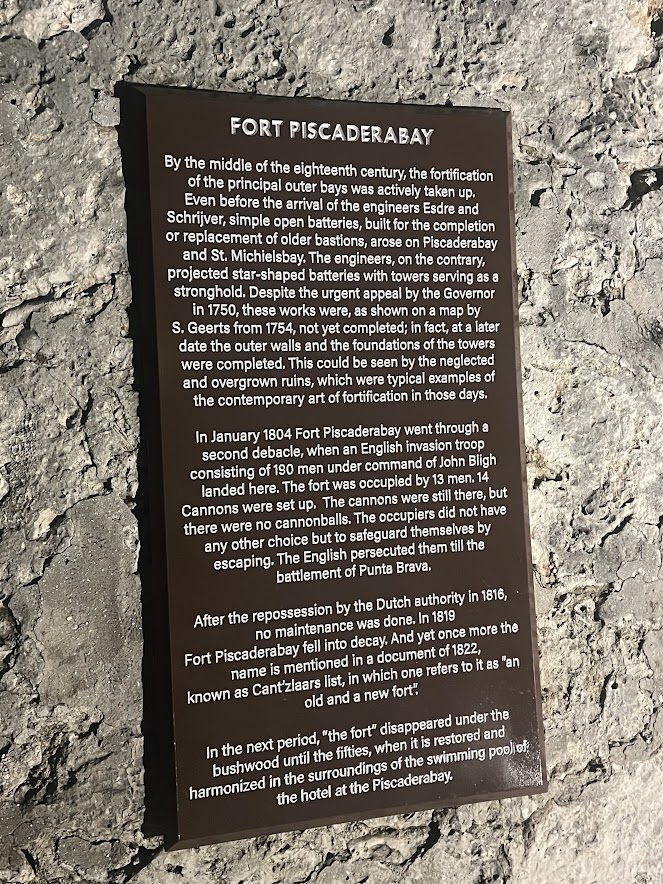 FORT PISCADERABAY
By the middle of the eighteenth century, the fortification
of the principal outer bays was actively taken up.
Even before the arrival of the engineers Esdre and
Schrijver, simple open batteries, built for the completion
or replacement of older bastions, arose on Piscaderabay
and St. Michielsbay. The engineers, on the contrary,
projected star-shaped batteries with towers serving as a
stronghold. Despite the urgent appeal by the Governor
in 1750, these works were, as shown on a map by
S. Geerts from 1754, not yet completed; in fact, at a later
date the outer walls and the foundations of the towers
were completed. This could be seen by the neglected
and overgrown ruins, which were typical examples of
the contemporary art of fortification in those days.
In January 1804 Fort Piscaderabay went through a
second debacle, when an English invasion troop
consisting of 190 men under command of John Bligh
landed here. The fort was occupied by 13 men. 14
Cannons were set up. The cannons were still there, but
there were no cannonballs. The occupiers did not have
any other choice but to safeguard themselves by
escaping. The English persecuted them till the
battlement of Punta Brava.
After the repossession by the Dutch authority in 1816,
no maintenance was done. In 1819
Fort Piscaderabay fell into decay. And yet once more the
name is mentioned in a document of 1822,
known as Cant'zlaars list, in which one refers to it as "an
old and a new fort".
In the next period, "the fort" disappeared under the
bushwood until the fifties, when it is restored and
harmonized in the surroundings of the swimming pool of
the hotel at the Piscaderabay.